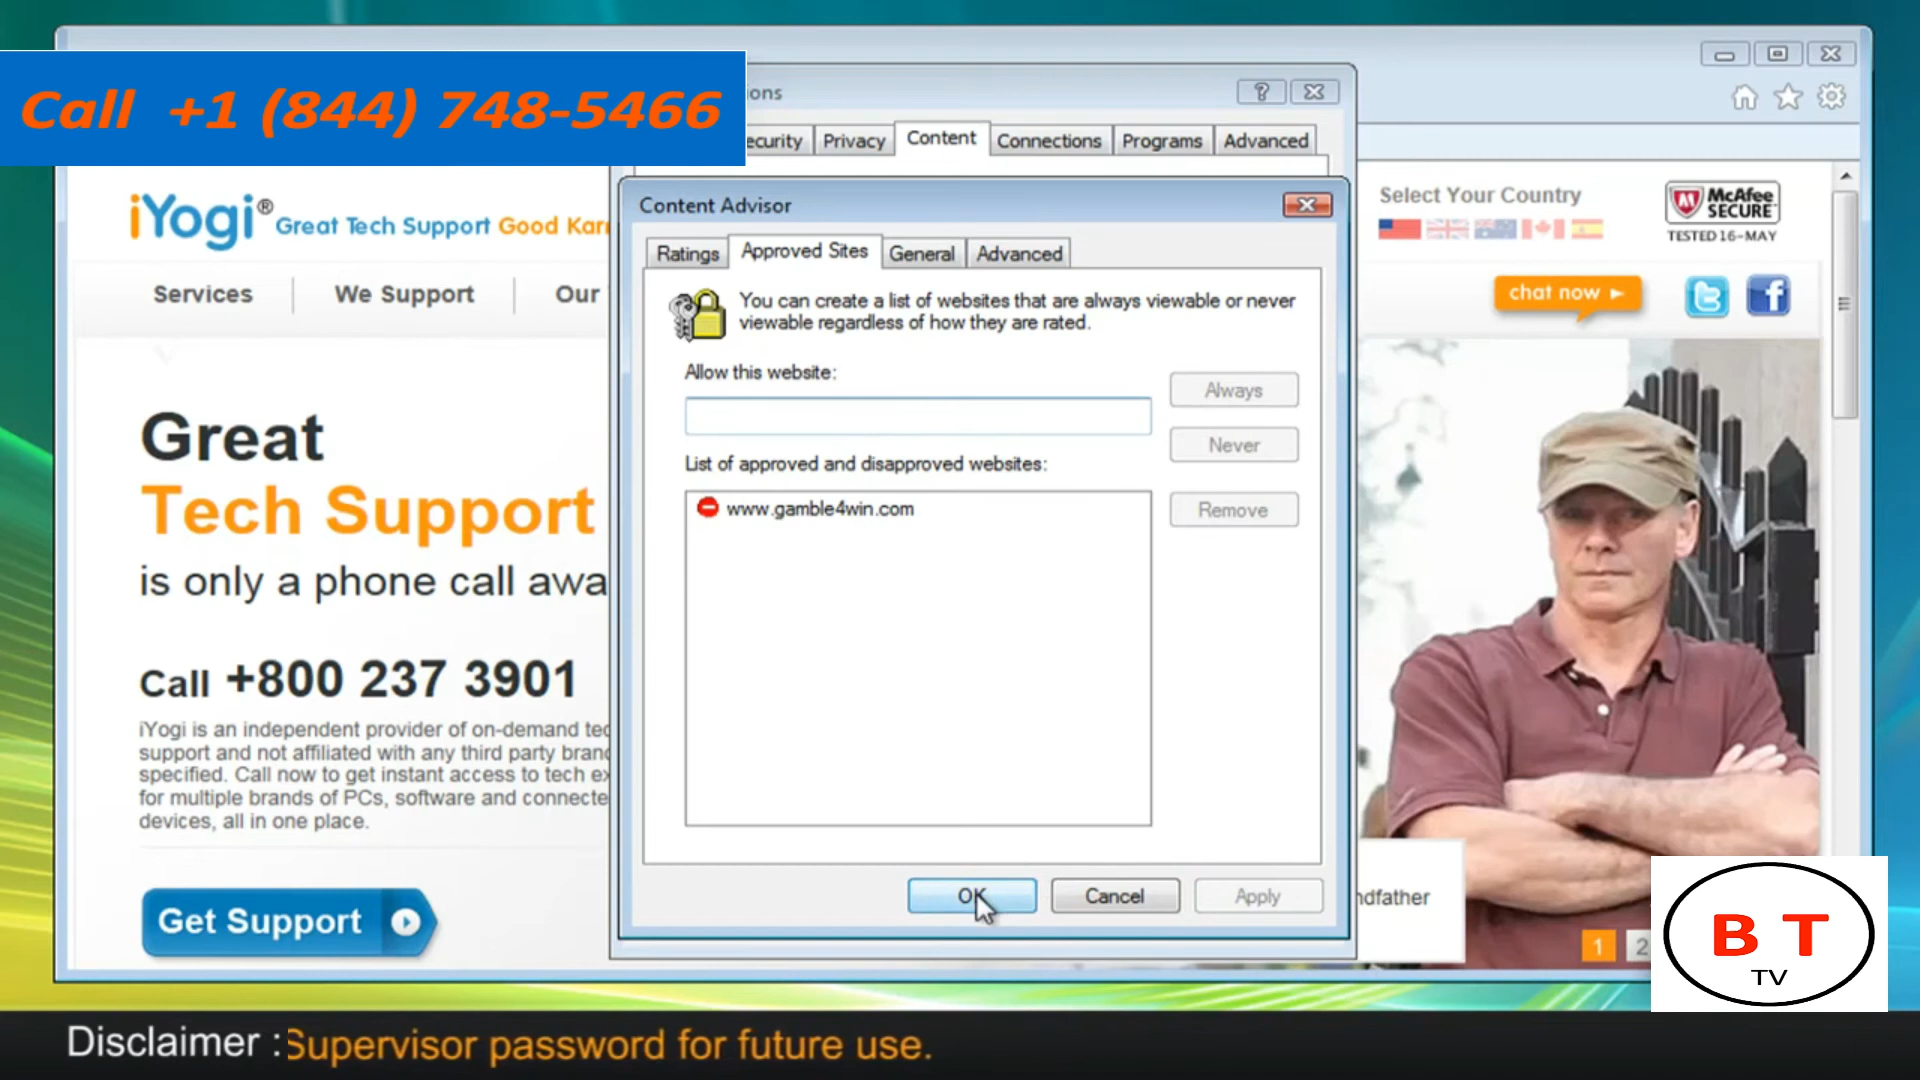 Call +1 (844) 748-5466
ons
ecurity Privacy Content Connections Programs Advanced
iYogi® Great Tech Support Good Kar
Services We Support Our
Great
Tech Support
is only a phone call awa
Call +800 237 3901
iYogi is an independent provider of on-demand tec
support and not affiliated with any third party brand
specified. Call now to get instant access to tech ex
for multiple brands of PCs, software and connecte
devices, all in one place.
Get Support
Content Advisor
Ratings Approved Sites General Advanced
You can create a list of websites that are always viewable or never
viewable regardless of how they are rated.
Allow this website:
Always
Never
List of approved and disapproved websites:
www.gamble4win.com
Remove
OK Cancel Apply
Select Your Country
McAfee
SECURE
TESTED 16-MAY
chat now
ndfather
1 2
B T
TV
Disclaimer : Supervisor password for future use.